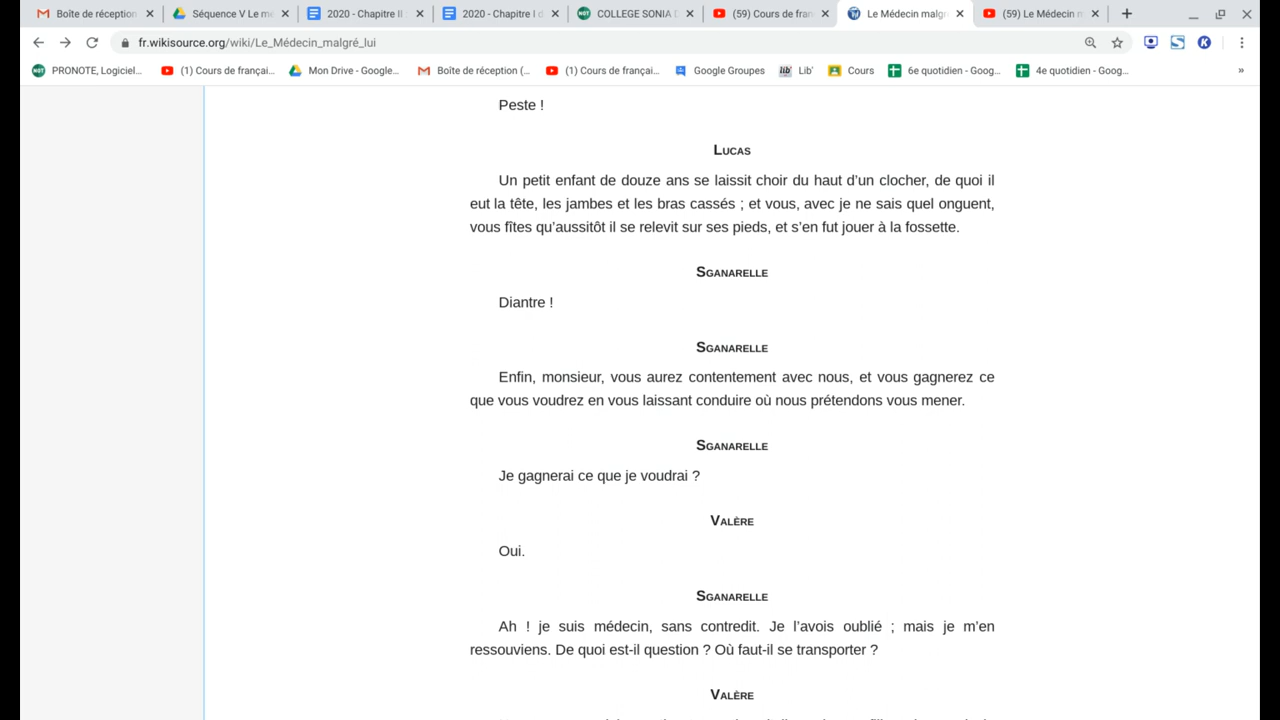 Boîte de réception
Séquence V Le mé
2020 - Chapitre II
2020 - Chapitre I d
COLLEGE SONIA D
(59) Cours de fran
Le Médecin malgr
(59) Le Médecin m
fr.wikisource.org/wiki/Le_Médecin_malgré_lui
PRONOTE, Logiciel...
(1) Cours de françai...
Mon Drive - Google...
Boîte de réception (...
(1) Cours de françai...
Google Groupes
Lib'
Cours
6e quotidien - Goog...
4e quotidien - Goog...
»
Peste !
Lucas
Un petit enfant de douze ans se laissit choir du haut d’un clocher, de quoi il
eut la tête, les jambes et les bras cassés ; et vous, avec je ne sais quel onguent,
vous fîtes qu’aussitôt il se relevit sur ses pieds, et s’en fut jouer à la fossette.
Sganarelle
Diantre !
Sganarelle
Enfin, monsieur, vous aurez contentement avec nous, et vous gagnerez ce
que vous voudrez en vous laissant conduire où nous prétendons vous mener.
Sganarelle
Je gagnerai ce que je voudrai ?
Valère
Oui.
Sganarelle
Ah ! je suis médecin, sans contredit. Je l’avois oublié ; mais je m’en
ressouviens. De quoi est-il question ? Où faut-il se transporter ?
Valère